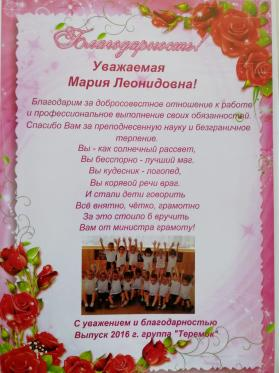 Благодарность!
Уважаемая
Мария Леонидовна!
Благодарим за добросовестное отношение к работе
и профессиональное выполнение своих обязанностей.
Спасибо Вам за преподнесенную науку и безграничное
терпение.
Вы - как солнечный рассвет,
Вы бесспорно - лучший маг.
Вы кудесник - логопед,
Вы корявой речи враг.
И стали дети говорить
Всё внятно, чётко, грамотно
За это стоило б вручить
Вам от министра грамоту!
С уважением и благодарностью
Выпуск 2016 г. группа "Теремок"